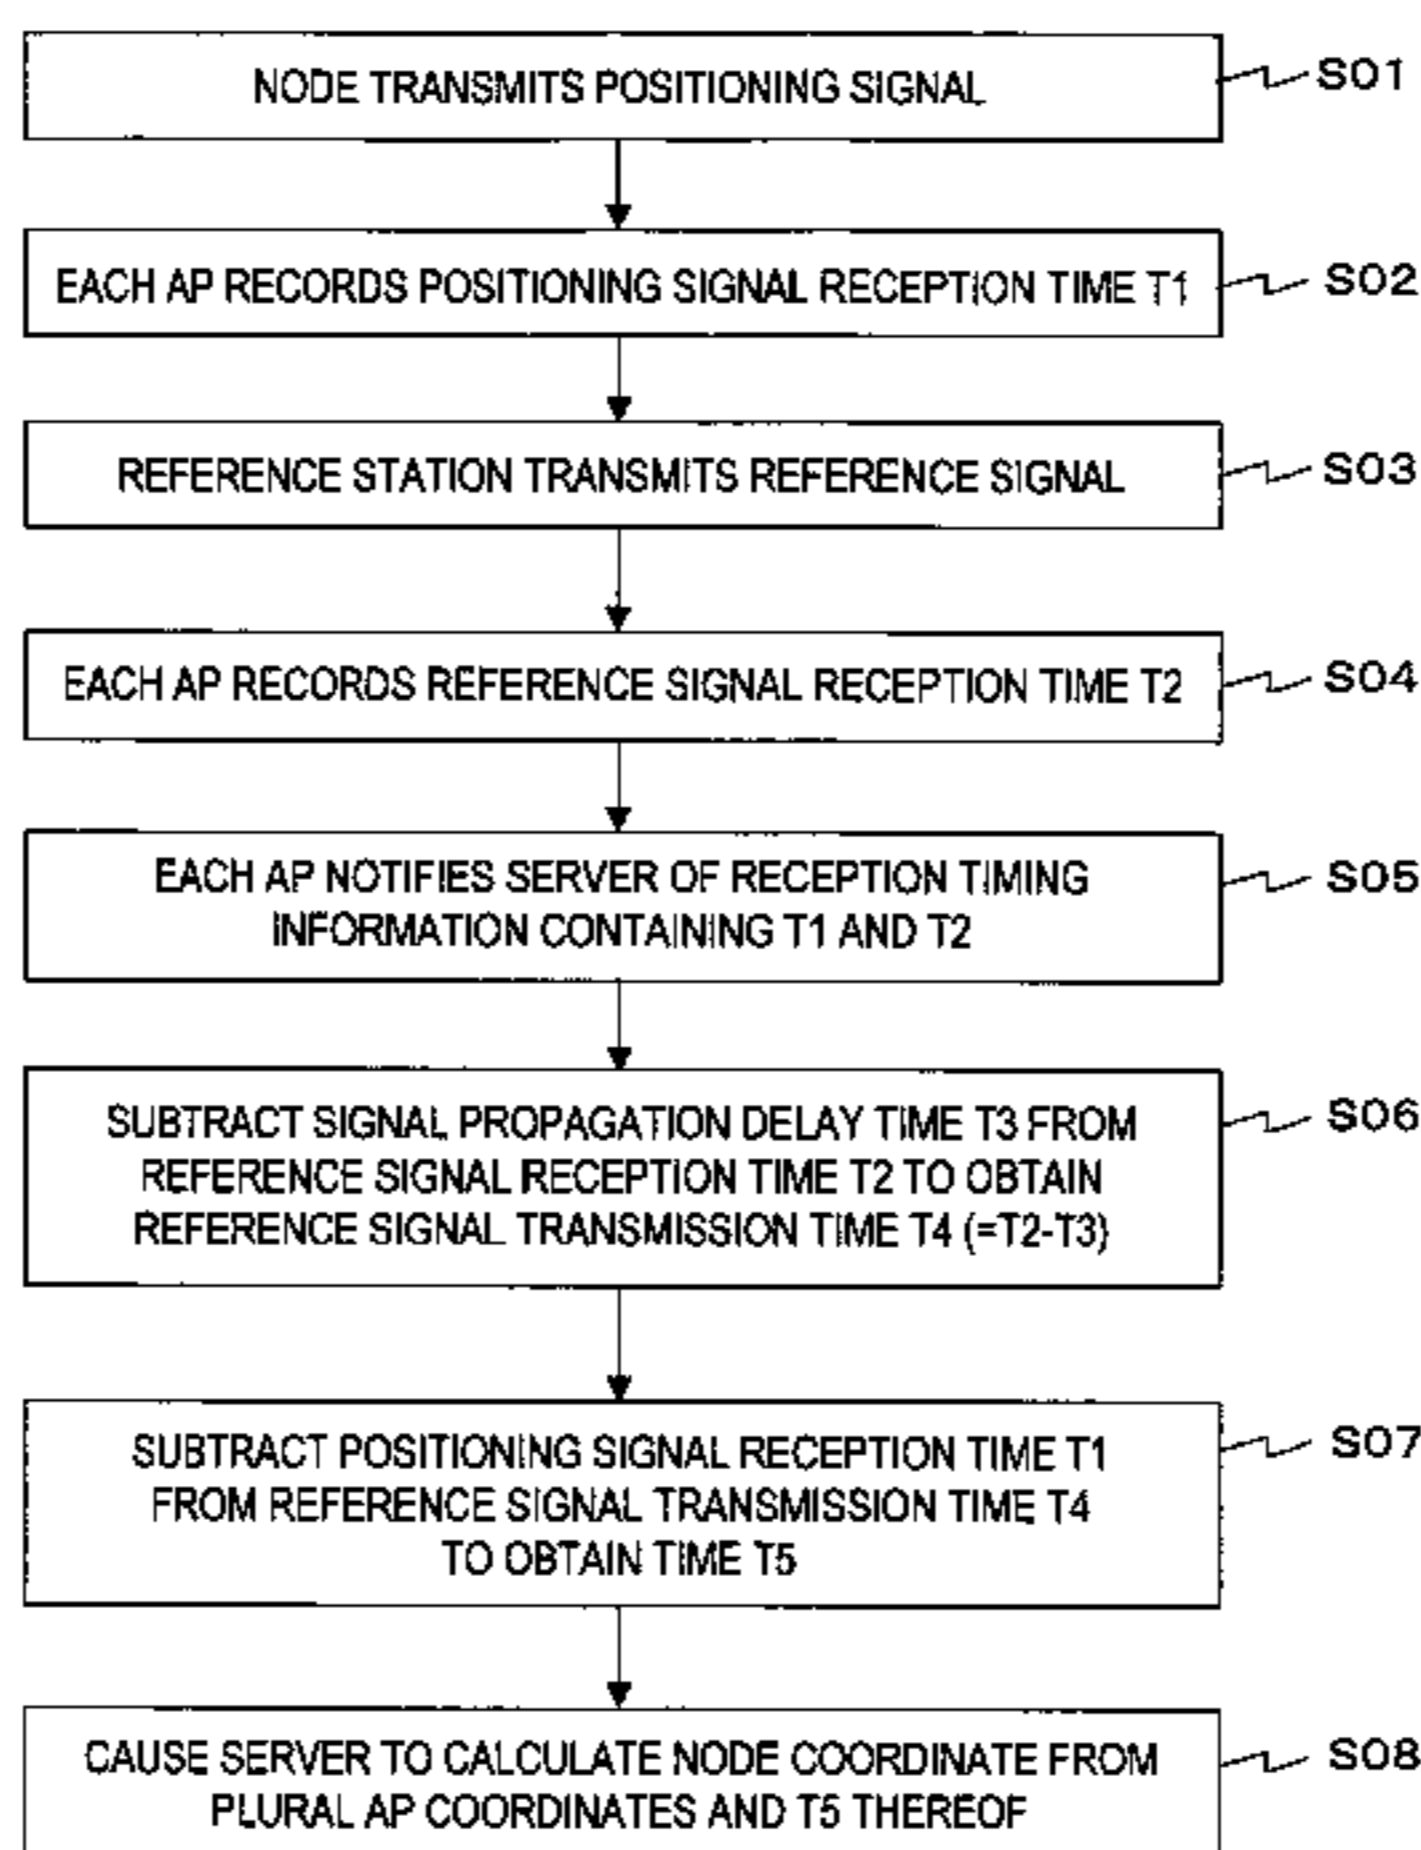 NODE TRANSMITS POSITIONING SIGNAL
S01
EACH AP RECORDS POSITIONING SIGNAL RECEPTION TIME T1
S02
REFERENCE STATION TRANSMITS REFERENCE SIGNAL
S03
EACH AP RECORDS REFERENCE SIGNAL RECEPTION TIME T2
S04
EACH AP NOTIFIES SERVER OF RECEPTION TIMING
INFORMATION CONTAINING T1 AND T2
S05
SUBTRACT SIGNAL PROPAGATION DELAY TIME T3 FROM
REFERENCE SIGNAL RECEPTION TIME T2 TO OBTAIN
REFERENCE SIGNAL TRANSMISSION TIME T4 (=T2-T3)
S06
SUBTRACT POSITIONING SIGNAL RECEPTION TIME T1
FROM REFERENCE SIGNAL TRANSMISSION TIME T4
TO OBTAIN TIME T5
S07
CAUSE SERVER TO CALCULATE NODE COORDINATE FROM
PLURAL AP COORDINATES AND T5 THEREOF
S08